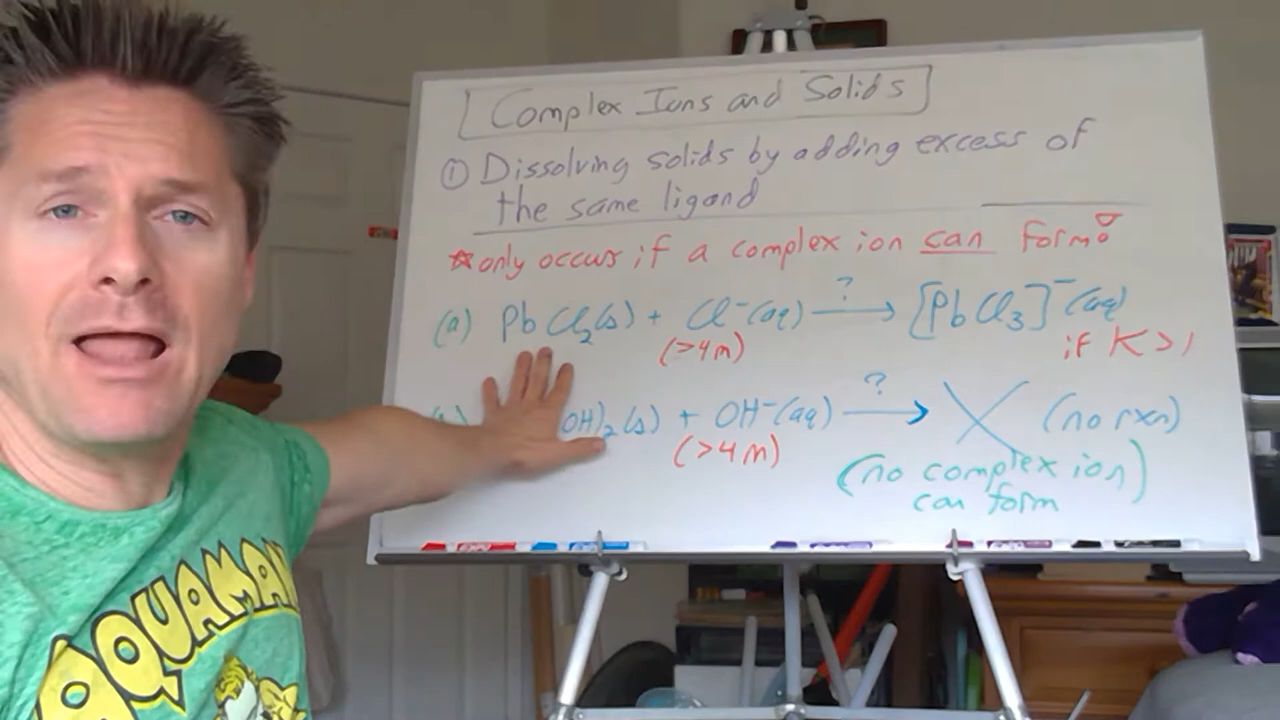 Complex Ions and Solids
① Dissolving solids by adding excess of
the same ligand
☆only occurs if a complex ion can form!
(a) PbCl₂(s) + Cl⁻(aq) →? [PbCl₃]⁻(aq)
(>4M) if K>1
OH)₂(s) + OH⁻(aq) →? X (no rxn)
(>4M) (no complex ion)
can form
AQUAMAN